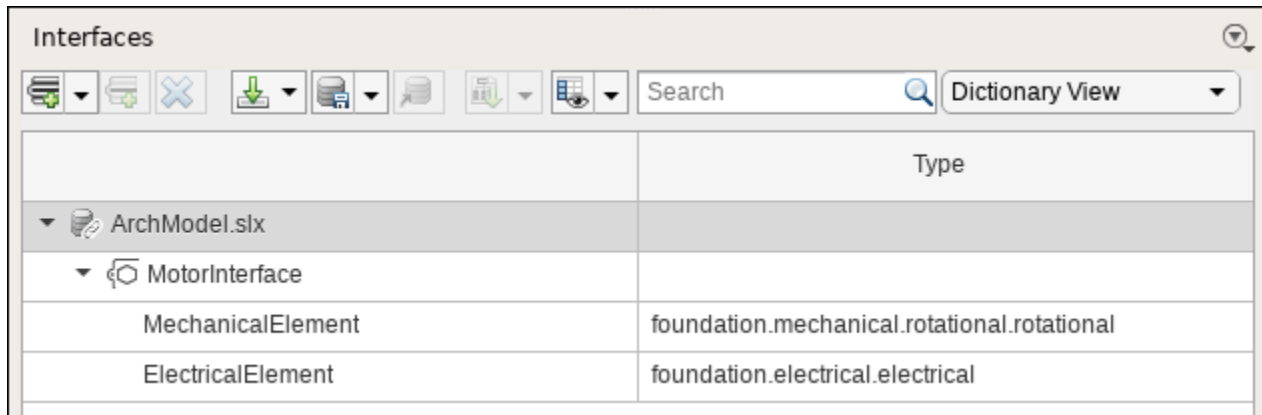 Interfaces
Search
Dictionary View
Type
ArchModel.slx
MotorInterface
MechanicalElement foundation.mechanical.rotational.rotational
ElectricalElement foundation.electrical.electrical